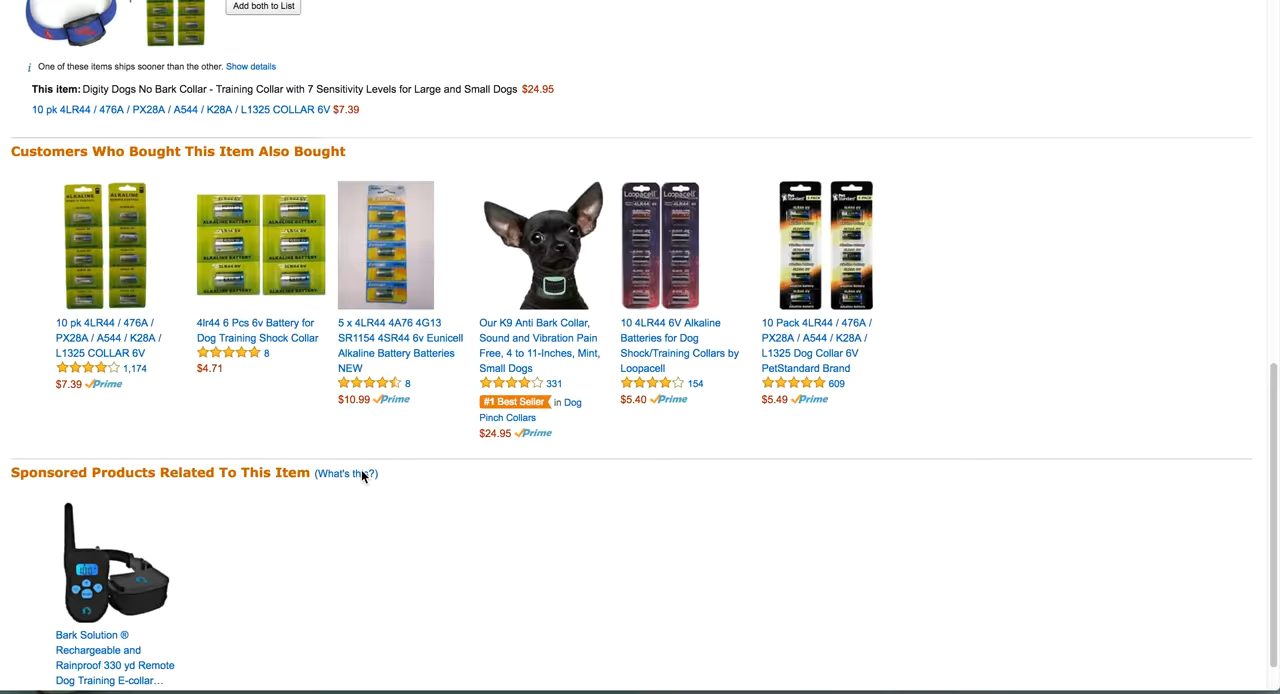 Add both to List
i One of these items ships sooner than the other. Show details
This item: Digity Dogs No Bark Collar - Training Collar with 7 Sensitivity Levels for Large and Small Dogs $24.95
10 pk 4LR44 / 476A / PX28A / A544 / K28A / L1325 COLLAR 6V $7.39
Customers Who Bought This Item Also Bought
10 pk 4LR44 / 476A /
PX28A / A544 / K28A /
L1325 COLLAR 6V
1,174
$7.39 Prime
4lr44 6 Pcs 6v Battery for
Dog Training Shock Collar
8
$4.71
5 x 4LR44 4A76 4G13
SR1154 4SR44 6v Eunicell
Alkaline Battery Batteries
NEW
8
$10.99 Prime
Our K9 Anti Bark Collar,
Sound and Vibration Pain
Free, 4 to 11-Inches, Mint,
Small Dogs
331
#1 Best Seller in Dog
Pinch Collars
$24.95 Prime
Loopacell Loopacell
10 4LR44 6V Alkaline
Batteries for Dog
Shock/Training Collars by
Loopacell
154
$5.40 Prime
10 Pack 4LR44 / 476A /
PX28A / A544 / K28A /
L1325 Dog Collar 6V
PetStandard Brand
609
$5.49 Prime
Sponsored Products Related To This Item (What's this?)
Bark Solution ®
Rechargeable and
Rainproof 330 yd Remote
Dog Training E-collar…